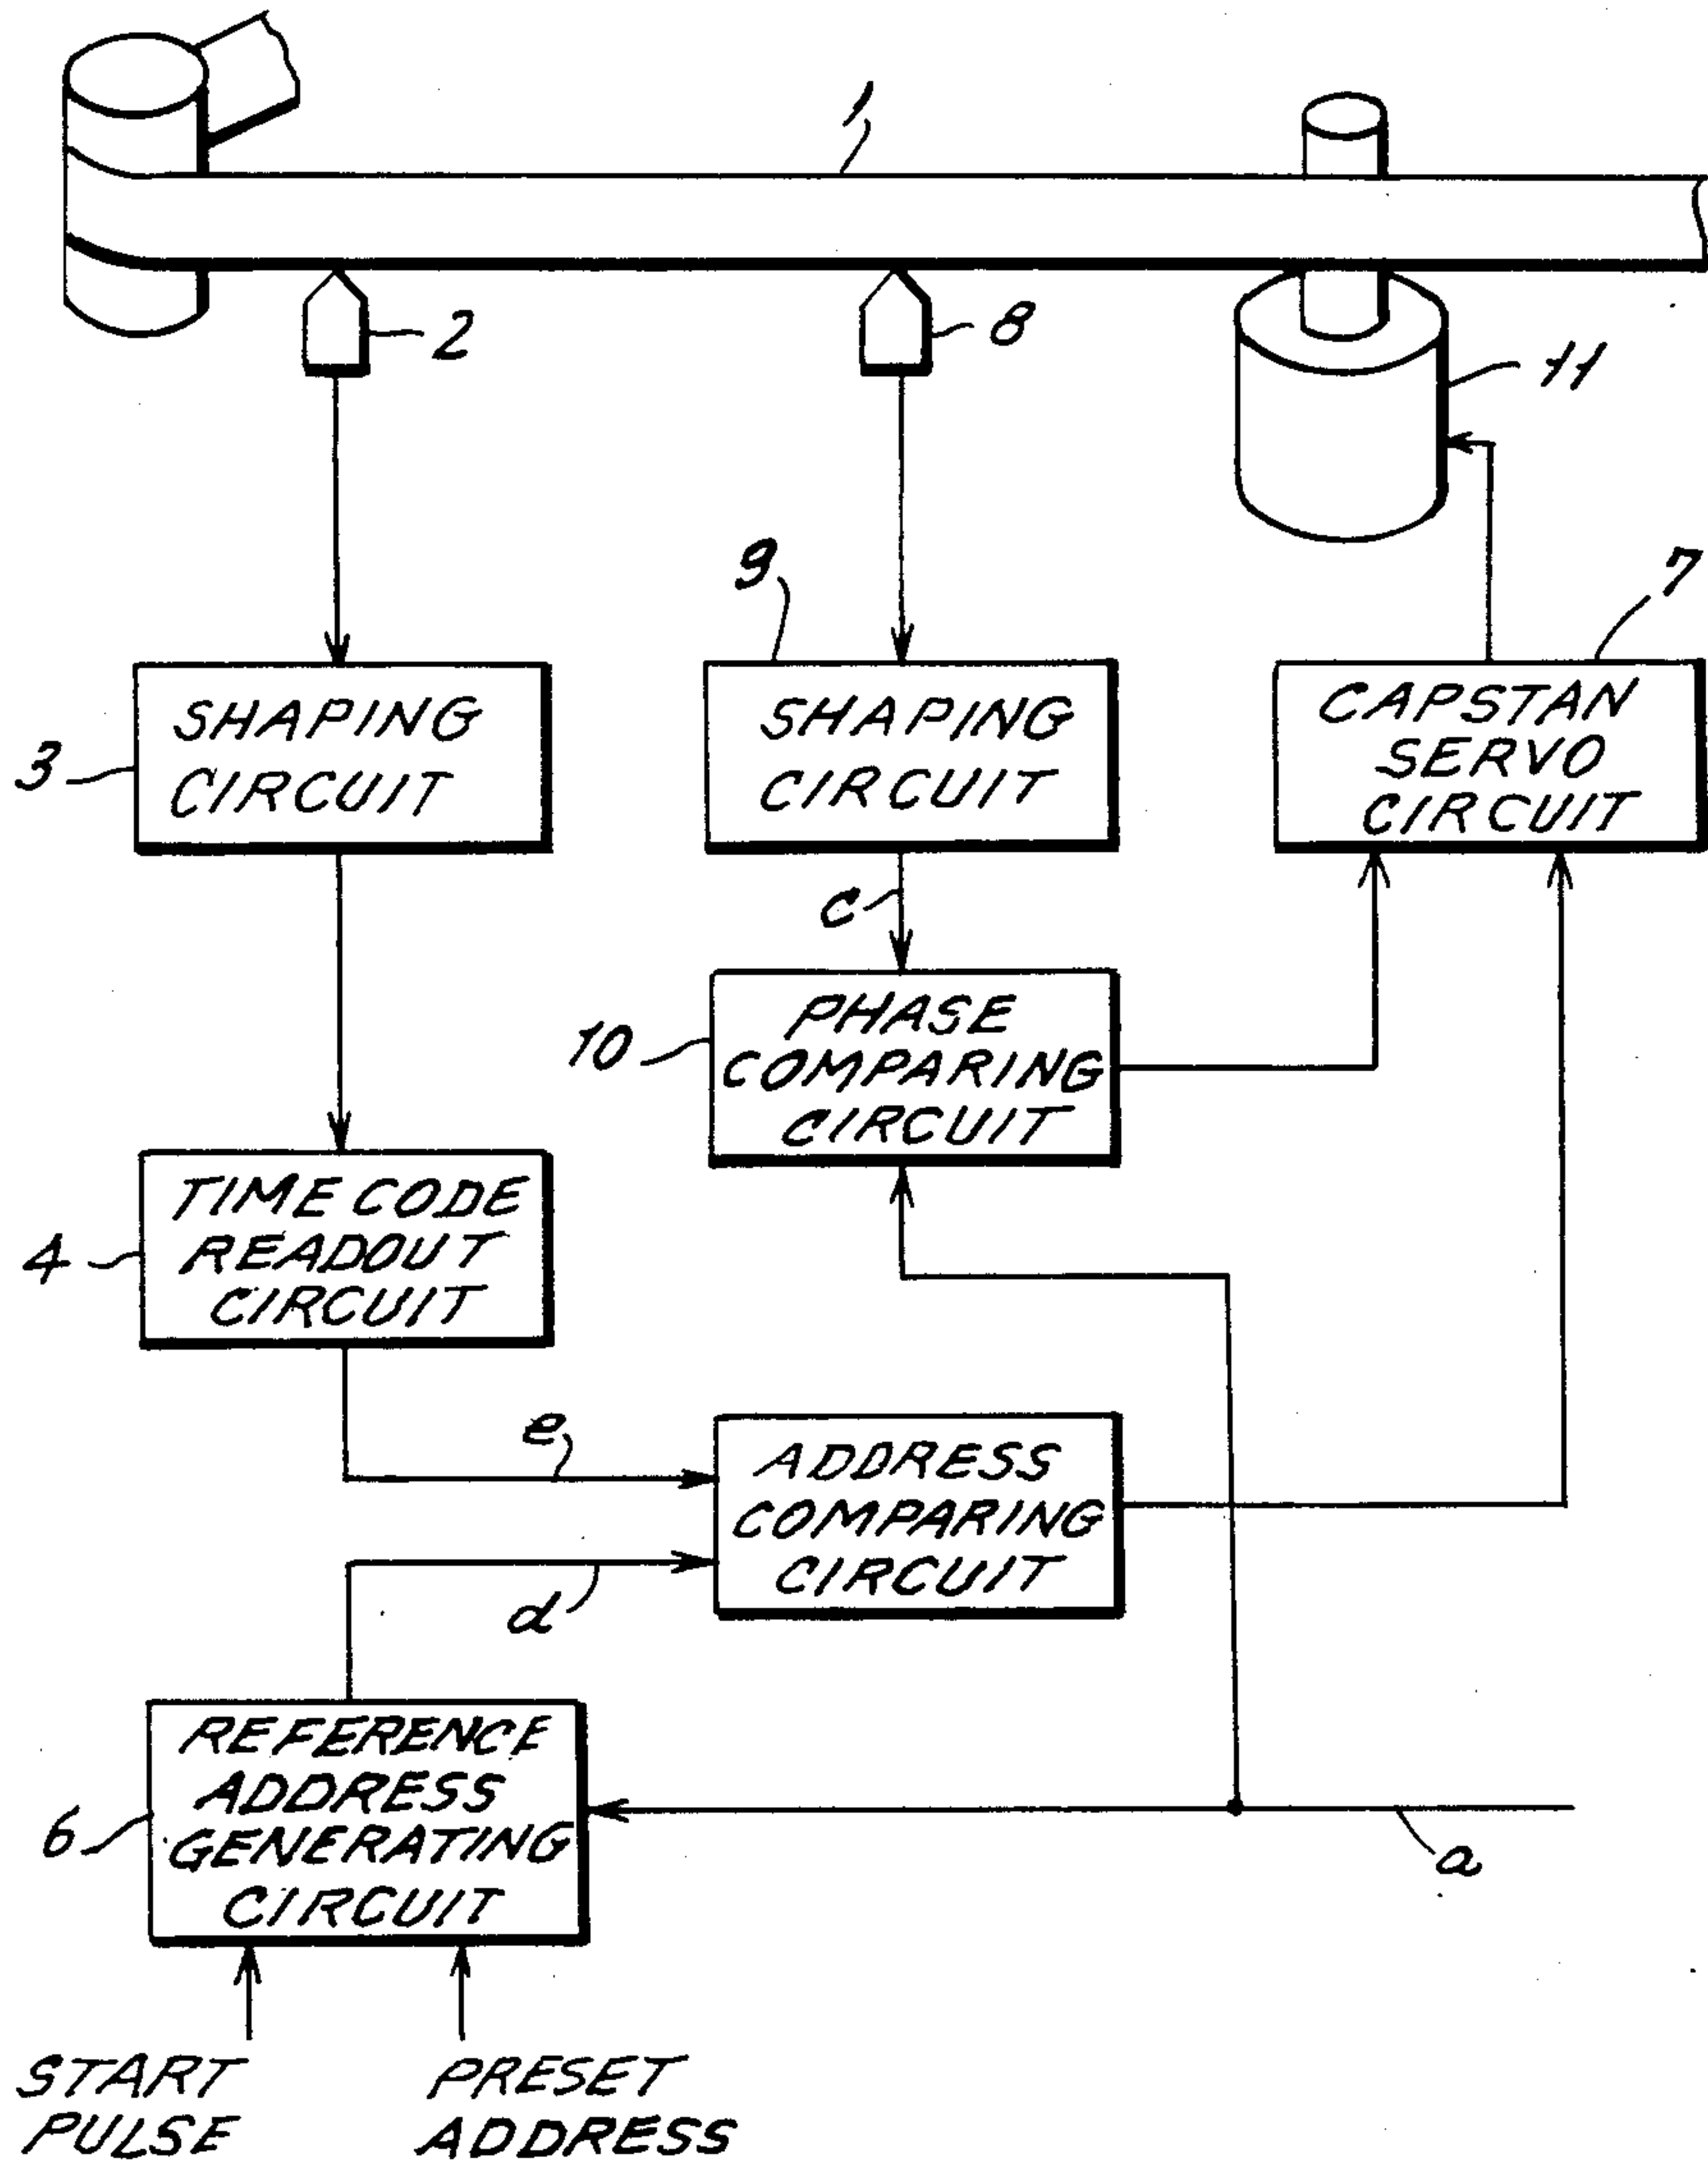 1
2
8
11
9
7
SHAPING
CIRCUIT
3
SHAPING
CIRCUIT
CAPSTAN
SERVO
CIRCUIT
c
10
PHASE
COMPARING
CIRCUIT
4
TIME CODE
READOUT
CIRCUIT
e
ADDRESS
COMPARING
CIRCUIT
d
6
REFERENCE
ADDRESS
GENERATING
CIRCUIT
a
START
PULSE
PRESET
ADDRESS